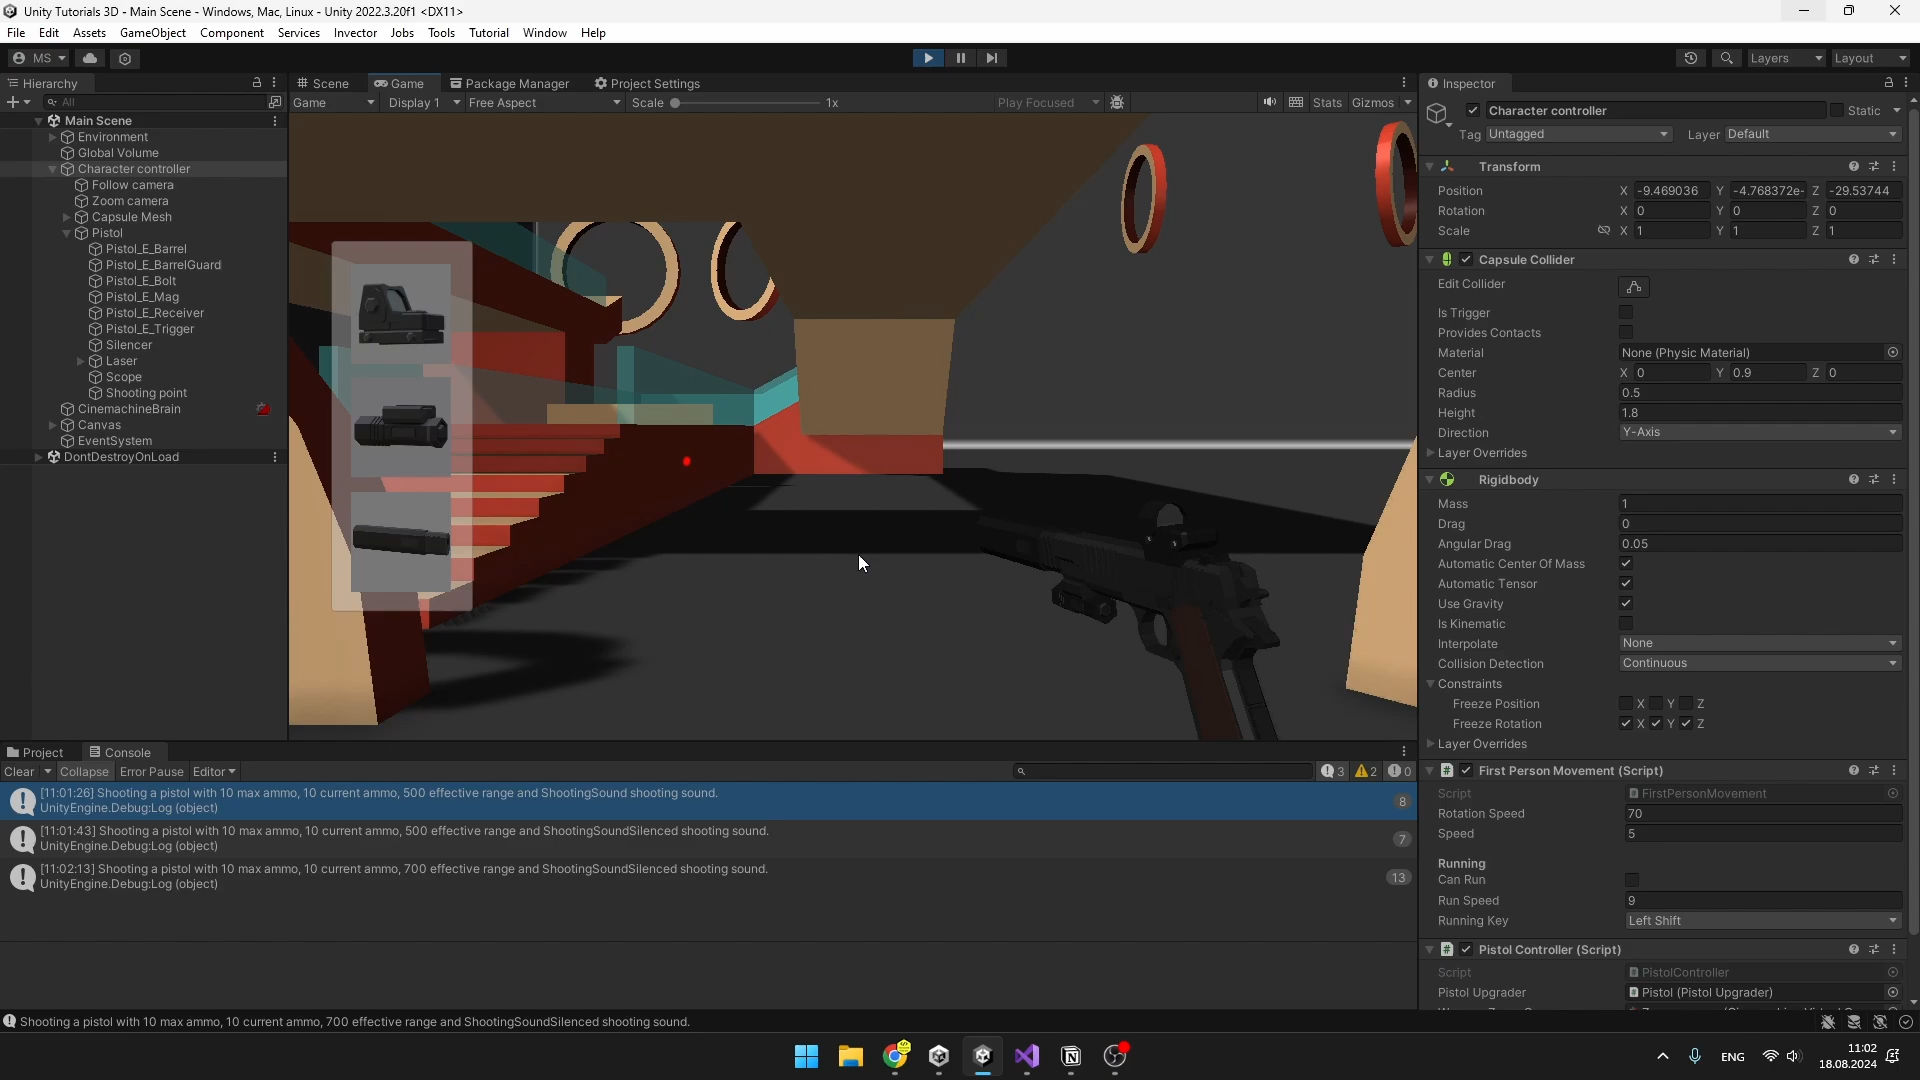 Unity Tutorials 3D - Main Scene - Windows, Mac, Linux - Unity 2022.3.20f1 <DX11>
File Edit Assets GameObject Component Services Invector Jobs Tools Tutorial Window Help
MS Layers Layout
Hierarchy
All
Main Scene
Environment
Global Volume
Character controller
Follow camera
Zoom camera
Capsule Mesh
Pistol
Pistol_E_Barrel
Pistol_E_BarrelGuard
Pistol_E_Bolt
Pistol_E_Mag
Pistol_E_Receiver
Pistol_E_Trigger
Silencer
Laser
Scope
Shooting point
CinemachineBrain
Canvas
EventSystem
DontDestroyOnLoad
Scene Game Package Manager Project Settings
Game Display 1 Free Aspect Scale 1x Play Focused Stats Gizmos
Inspector
Character controller Static
Tag Untagged Layer Default
Transform
Position X -9.469036 Y -4.768372e- Z -29.53744
Rotation X 0 Y 0 Z 0
Scale X 1 Y 1 Z 1
Capsule Collider
Edit Collider
Is Trigger
Provides Contacts
Material None (Physic Material)
Center X 0 Y 0.9 Z 0
Radius 0.5
Height 1.8
Direction Y-Axis
Layer Overrides
Rigidbody
Mass 1
Drag 0
Angular Drag 0.05
Automatic Center Of Mass
Automatic Tensor
Use Gravity
Is Kinematic
Interpolate None
Collision Detection Continuous
Constraints
Freeze Position X Y Z
Freeze Rotation X Y Z
Layer Overrides
First Person Movement (Script)
Script FirstPersonMovement
Rotation Speed 70
Speed 5
Running
Can Run
Run Speed 9
Running Key Left Shift
Pistol Controller (Script)
Script PistolController
Pistol Upgrader Pistol (Pistol Upgrader)
Project Console
Clear Collapse Error Pause Editor 3 2 0
[11:01:26] Shooting a pistol with 10 max ammo, 10 current ammo, 500 effective range and ShootingSound shooting sound.
UnityEngine.Debug:Log (object)
8
[11:01:43] Shooting a pistol with 10 max ammo, 10 current ammo, 500 effective range and ShootingSoundSilenced shooting sound.
UnityEngine.Debug:Log (object)
7
[11:02:13] Shooting a pistol with 10 max ammo, 10 current ammo, 700 effective range and ShootingSoundSilenced shooting sound.
UnityEngine.Debug:Log (object)
13
Shooting a pistol with 10 max ammo, 10 current ammo, 700 effective range and ShootingSoundSilenced shooting sound.
ENG
11:02
18.08.2024